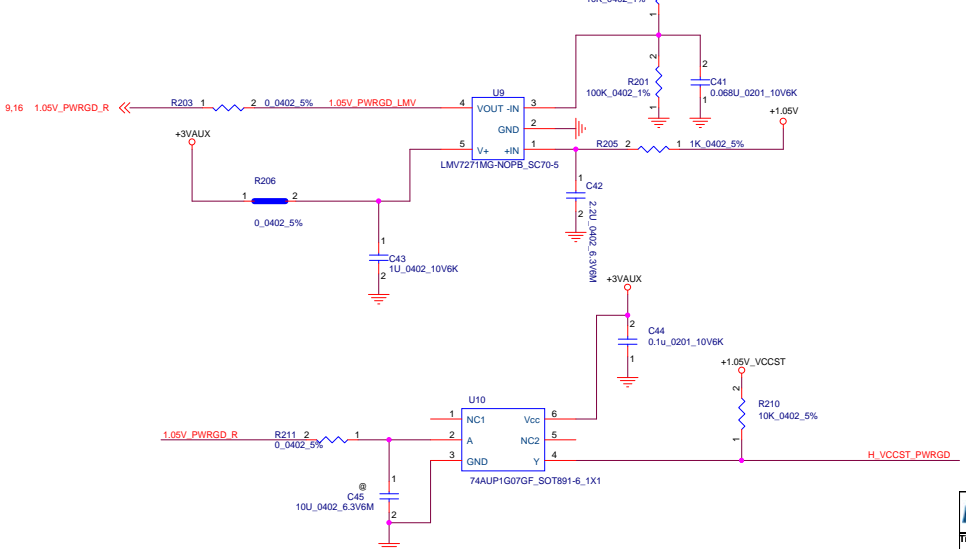 1
2
R201
100K_0402_1%
1
2
C41
0.068U_0201_10V6K
1
+1.05V
9,16 1.05V_PWRGD_R
R203 1 2 0_0402_5% 1.05V_PWRGD_LMV
U9
4 VOUT -IN 3
GND 2
5 V+ +IN 1
LMV7271MG-NOPB_SC70-5
R205 2 1 1K_0402_5%
+3VAUX
R206
1 2
0_0402_5%
1
C42
2
2.2U_0402_6.3V6M
1
C43
1U_0402_10V6K
2
+3VAUX
2
C44
0.1u_0201_10V6K
1
+1.05V_VCCST
2
R210
10K_0402_5%
1
U10
1 NC1 Vcc 6
2 A NC2 5
3 GND Y 4
74AUP1G07GF_SOT891-6_1X1
1.05V_PWRGD_R
R211 2 1
0_0402_5%
H_VCCST_PWRGD
@
1
C45
10U_0402_6.3V6M
2